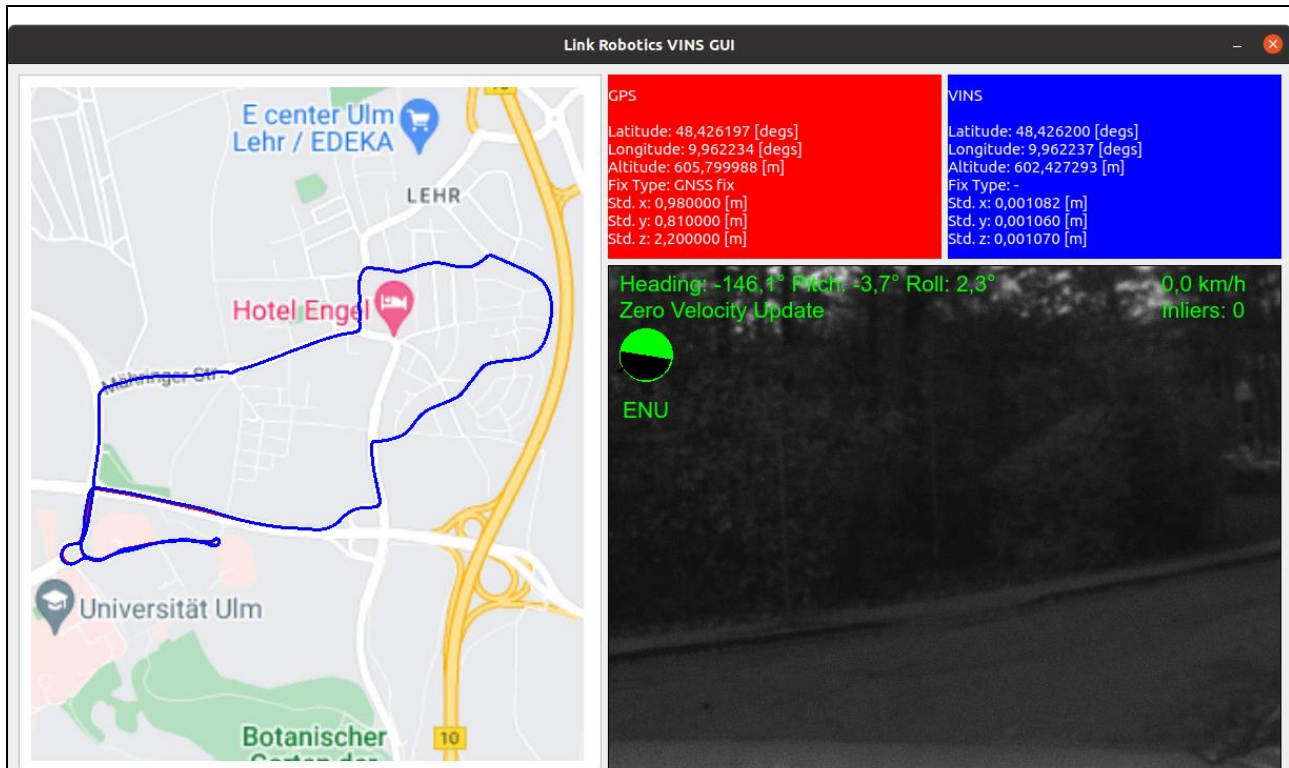 Link Robotics VINS GUI
E center Ulm
Lehr / EDEKA
LEHR
Hotel Engel
Mähringer Str.
Universität Ulm
Botanischer
Garten der
10
GPS
Latitude: 48,426197 [degs]
Longitude: 9,962234 [degs]
Altitude: 605,799988 [m]
Fix Type: GNSS fix
Std. x: 0,980000 [m]
Std. y: 0,810000 [m]
Std. z: 2,200000 [m]
VINS
Latitude: 48,426200 [degs]
Longitude: 9,962237 [degs]
Altitude: 602,427293 [m]
Fix Type: -
Std. x: 0,001082 [m]
Std. y: 0,001060 [m]
Std. z: 0,001070 [m]
Heading: -146,1° Pitch: -3,7° Roll: 2,3°
0,0 km/h
Zero Velocity Update
Inliers: 0
ENU